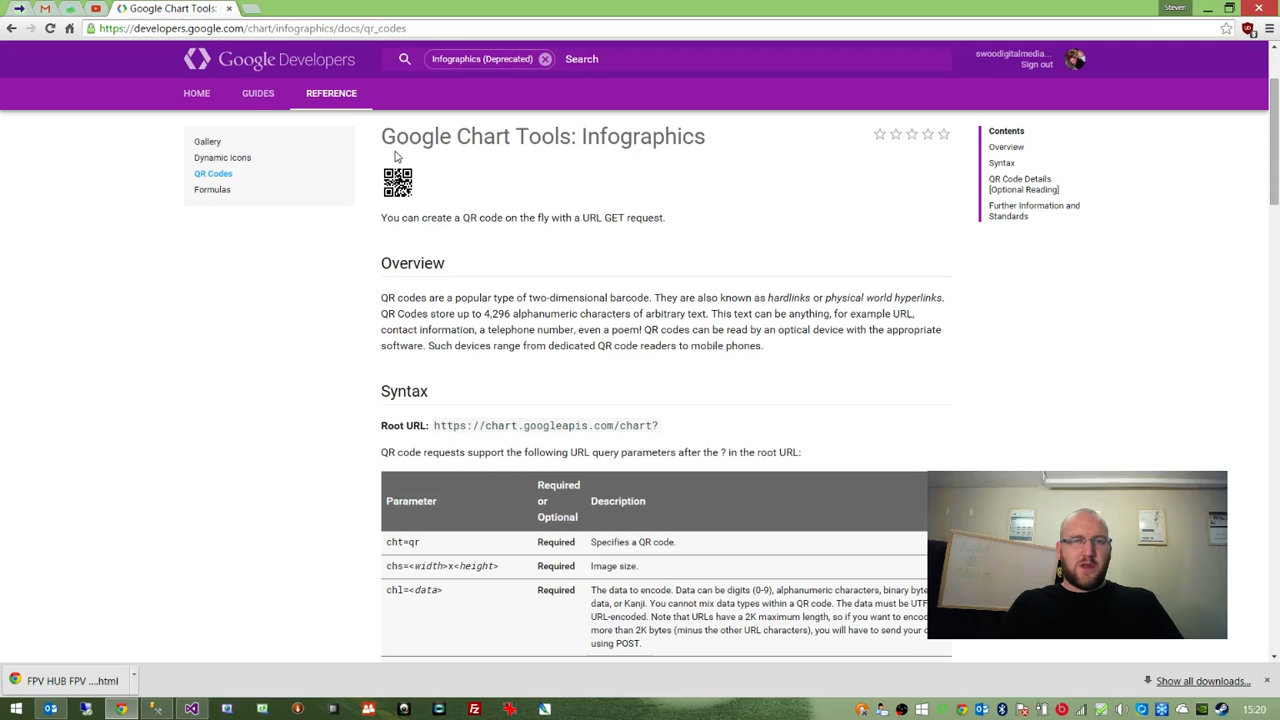 Google Chart Tools:
Steven
https://developers.google.com/chart/infographics/docs/qr_codes
Google Developers
Infographics (Deprecated)
Search
swoodigitalmedia...
Sign out
HOME
GUIDES
REFERENCE
Gallery
Dynamic Icons
QR Codes
Formulas
Google Chart Tools: Infographics
You can create a QR code on the fly with a URL GET request.
Overview
QR codes are a popular type of two-dimensional barcode. They are also known as hardlinks or physical world hyperlinks.
QR Codes store up to 4,296 alphanumeric characters of arbitrary text. This text can be anything, for example URL,
contact information, a telephone number, even a poem! QR codes can be read by an optical device with the appropriate
software. Such devices range from dedicated QR code readers to mobile phones.
Syntax
Root URL: https://chart.googleapis.com/chart?
QR code requests support the following URL query parameters after the ? in the root URL:
Parameter
Required
or
Optional
Description
cht=qr
Required
Specifies a QR code.
chs=<width>x<height>
Required
Image size.
chl=<data>
Required
The data to encode. Data can be digits (0-9), alphanumeric characters, binary byte
data, or Kanji. You cannot mix data types within a QR code. The data must be UTF
URL-encoded. Note that URLs have a 2K maximum length, so if you want to enco
more than 2K bytes (minus the other URL characters), you will have to send your
using POST.
Contents
Overview
Syntax
QR Code Details
[Optional Reading]
Further Information and
Standards
FPV HUB FPV ....html
Show all downloads...
15:20